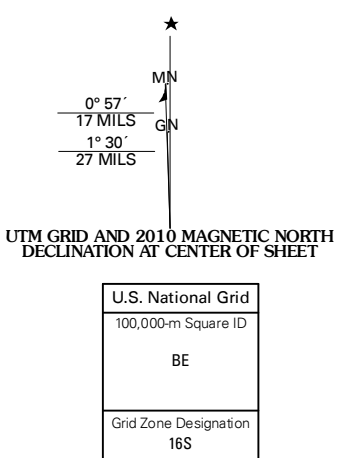 MN
0° 57´
17 MILS
GN
1° 30´
27 MILS
UTM GRID AND 2010 MAGNETIC NORTH
DECLINATION AT CENTER OF SHEET
U.S. National Grid
100,000-m Square ID
BE
Grid Zone Designation
16S